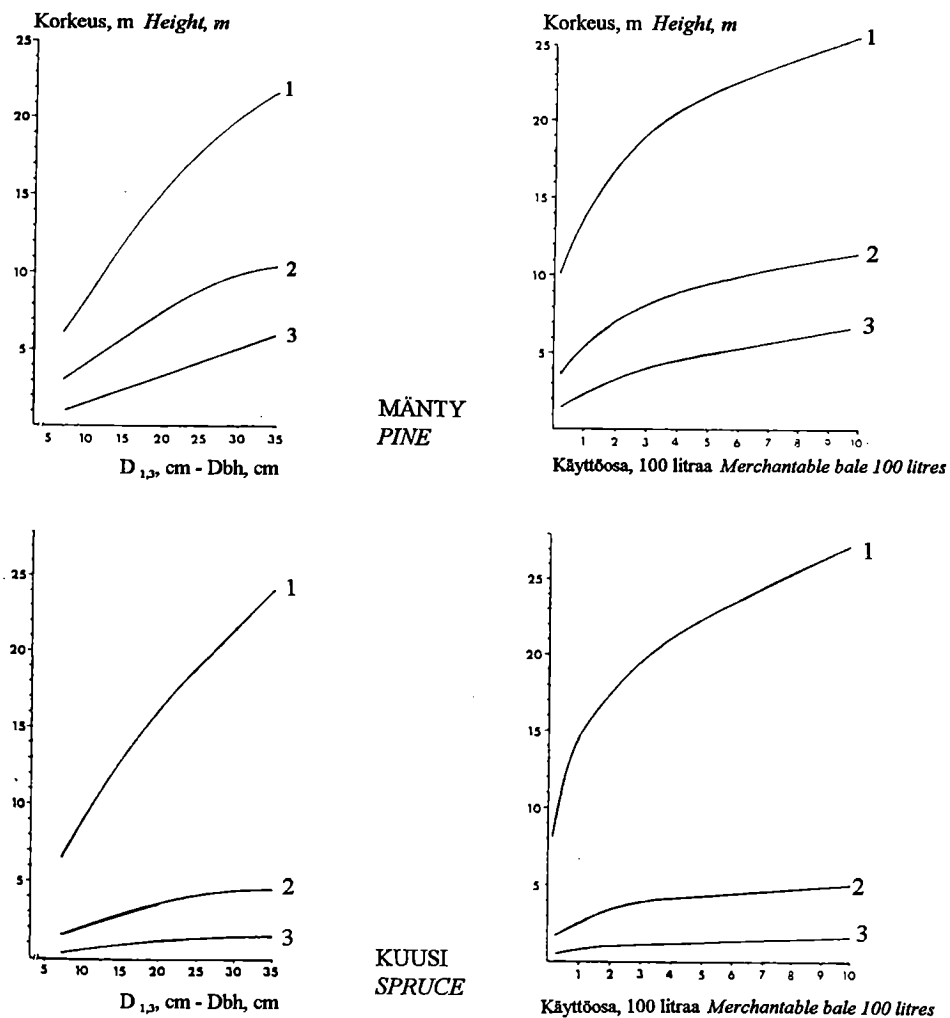 Korkeus, m Height, m
25
20
15
10
5
1
2
3
5 10 15 20 25 30 35
D 1,3, cm - Dbh, cm
MÄNTY
PINE
Korkeus, m Height, m
25
20
15
10
5
1
2
3
1 2 3 4 5 6 7 8 9 10
Käyttöosa, 100 litraa Merchantable bale 100 litres
25
20
15
10
5
1
2
3
5 10 15 20 25 30 35
D 1,3, cm - Dbh, cm
KUUSI
SPRUCE
25
20
15
10
5
1
2
3
1 2 3 4 5 6 7 8 9 10
Käyttöosa, 100 litraa Merchantable bale 100 litres